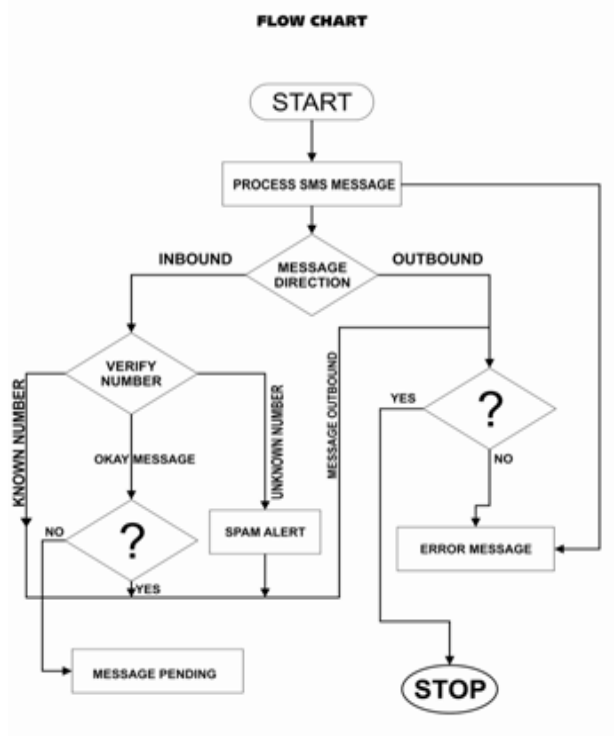 FLOW CHART
START
PROCESS SMS MESSAGE
INBOUND
OUTBOUND
MESSAGE
DIRECTION
VERIFY
NUMBER
KNOWN NUMBER
UNKNOWN NUMBER
MESSAGE OUTBOUND
YES
?
NO
OKAY MESSAGE
NO
?
YES
SPAM ALERT
ERROR MESSAGE
MESSAGE PENDING
STOP